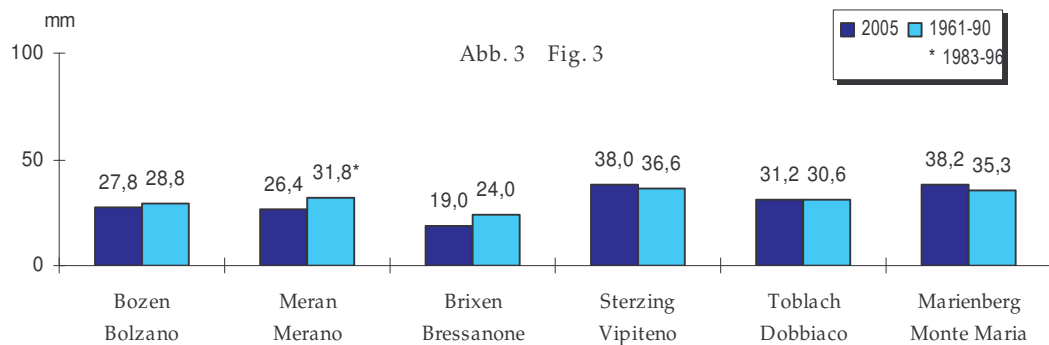 mm
2005 1961-90
* 1983-96
Abb. 3 Fig. 3
100
50
0
27,8 28,8
26,4 31,8*
19,0 24,0
38,0 36,6
31,2 30,6
38,2 35,3
Bozen Meran Brixen Sterzing Toblach Marienberg
Bolzano Merano Bressanone Vipiteno Dobbiaco Monte Maria